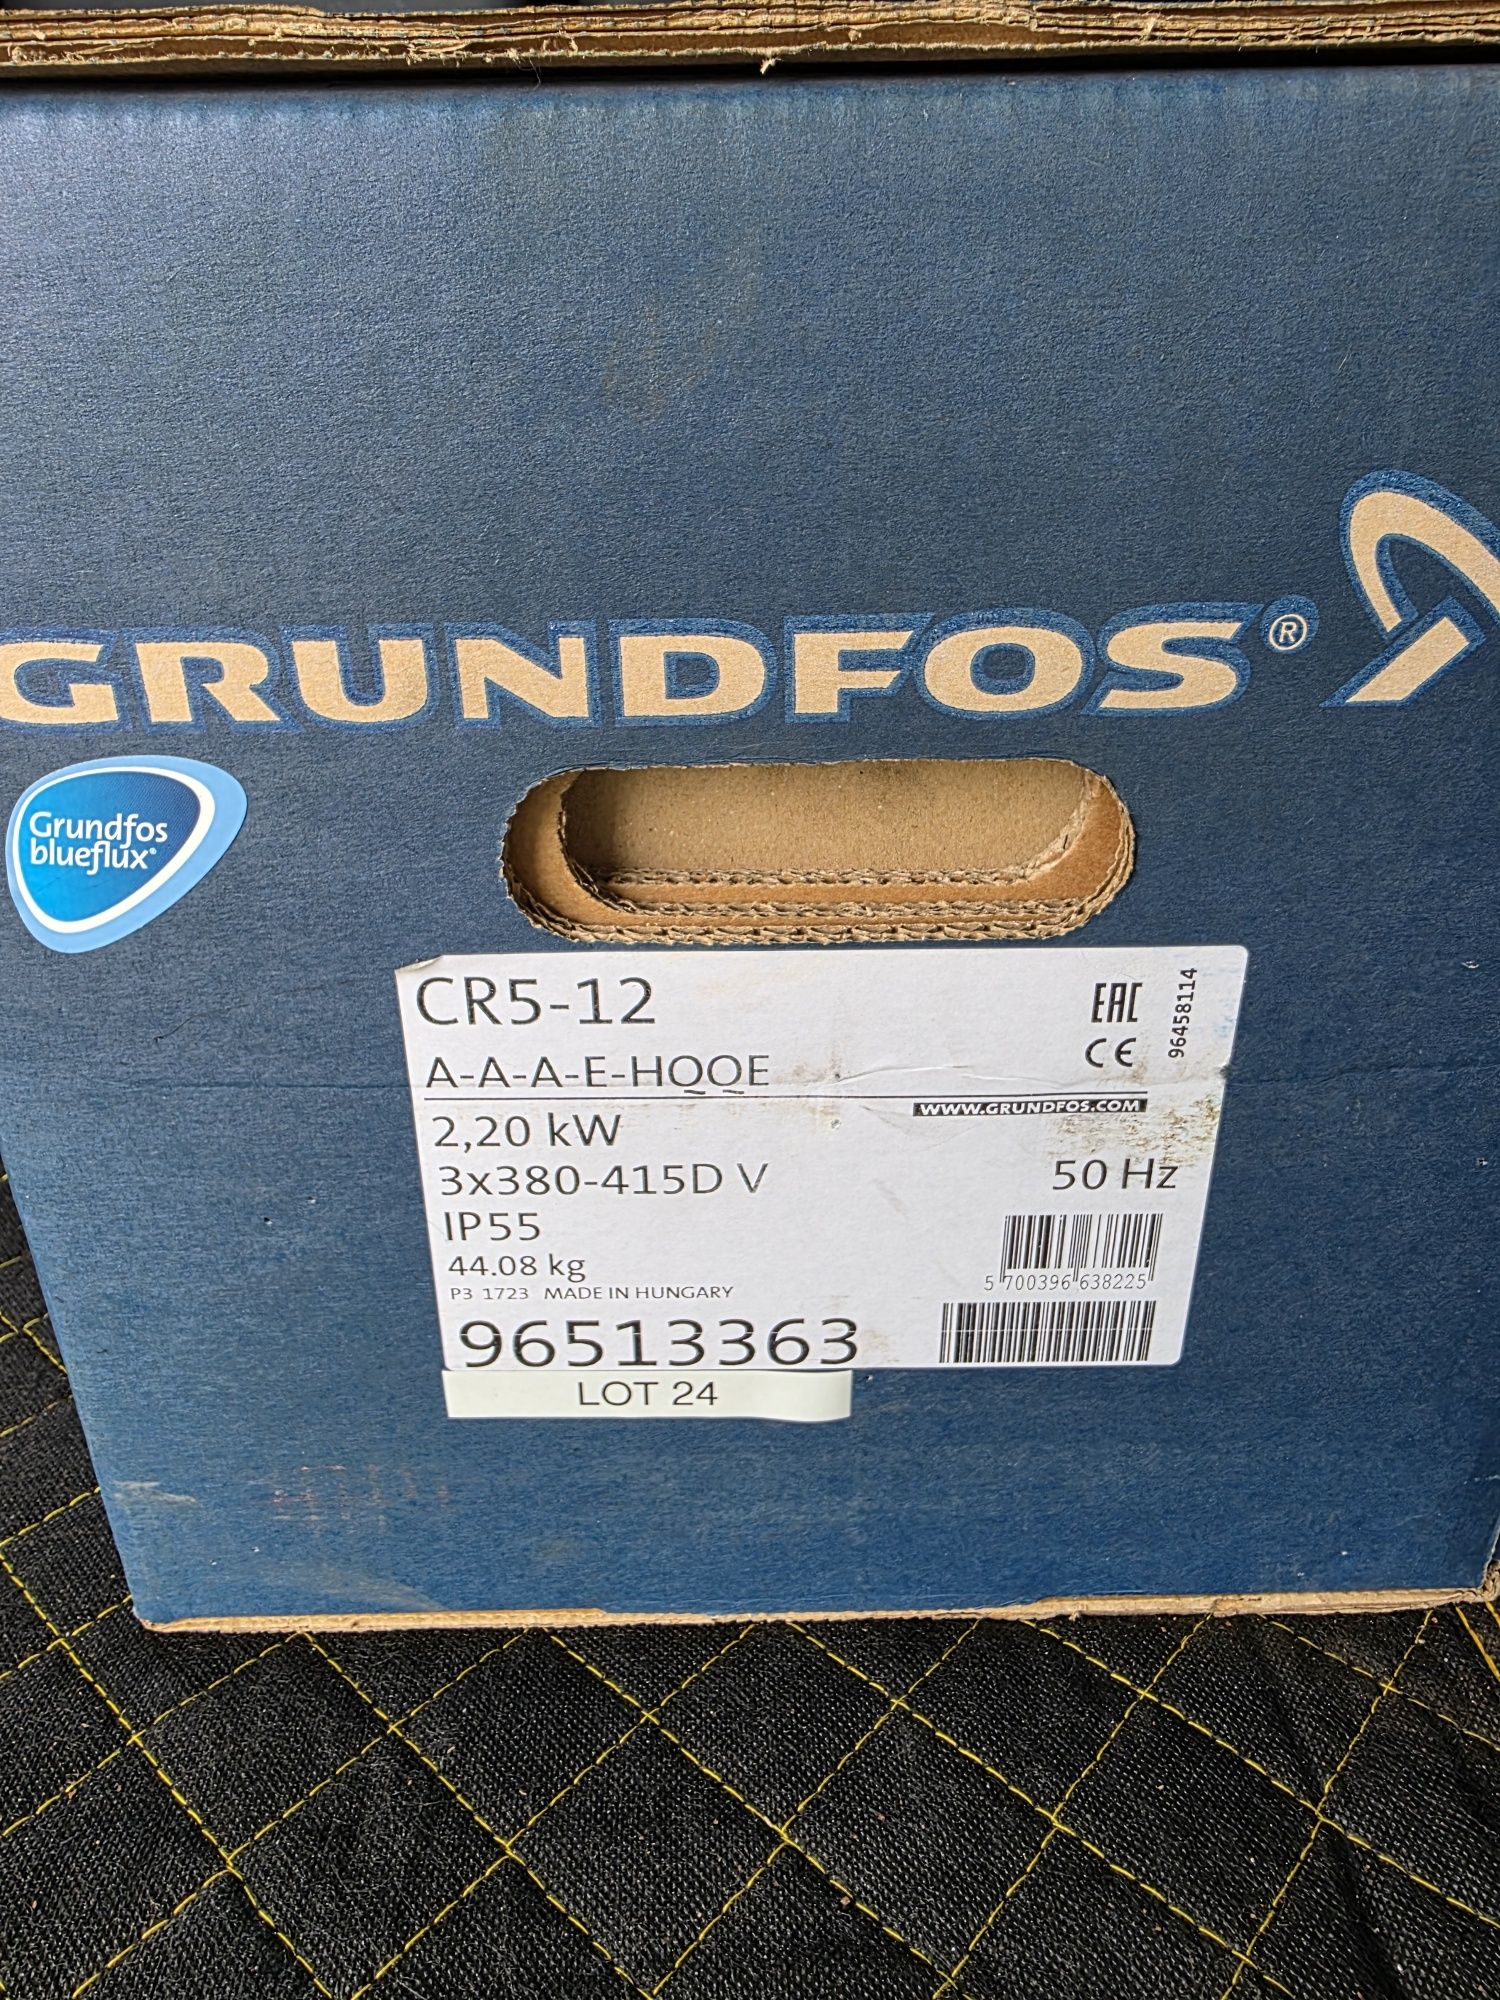 GRUNDFOS®
Grundfos
blueflux®
CR5-12
A-A-A-E-HQQE
EAC
CE
96458114
WWW.GRUNDFOS.COM
2,20 kW
3x380-415D V
50 Hz
IP55
44.08 kg
P3 1723 MADE IN HUNGARY
5 700396 638225
96513363
LOT 24